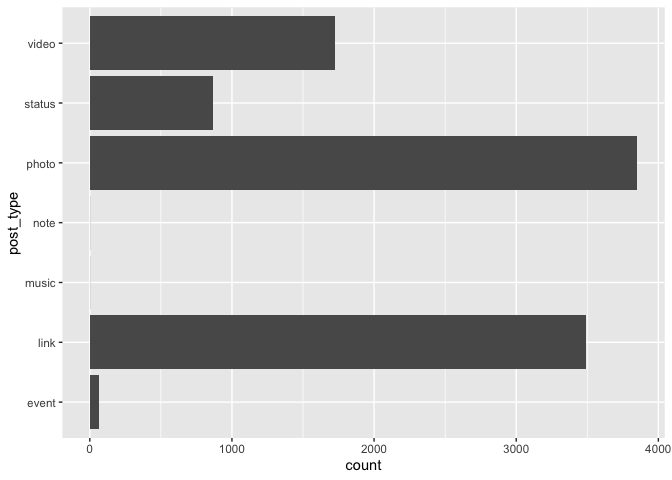 video
status
photo
note
music
link
event
post_type
0 1000 2000 3000 4000
count